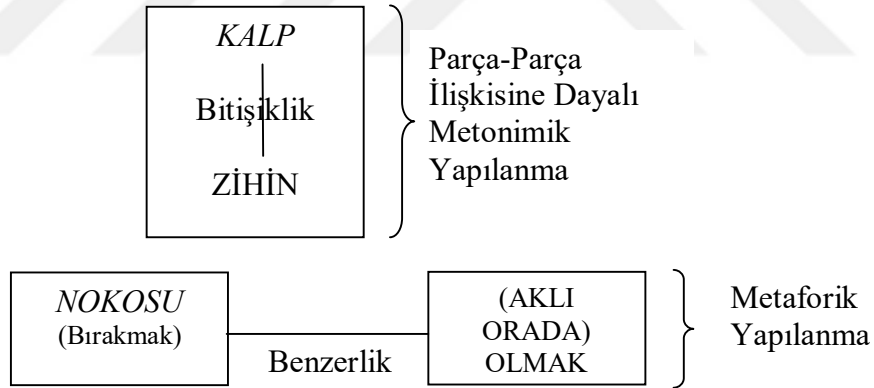 KALP
Bitişiklik
ZİHİN
Parça-Parça
İlişkisine Dayalı
Metonimik
Yapılanma
NOKOSU
(Bırakmak)
Benzerlik
(AKLI
ORADA)
OLMAK
Metaforik
Yapılanma